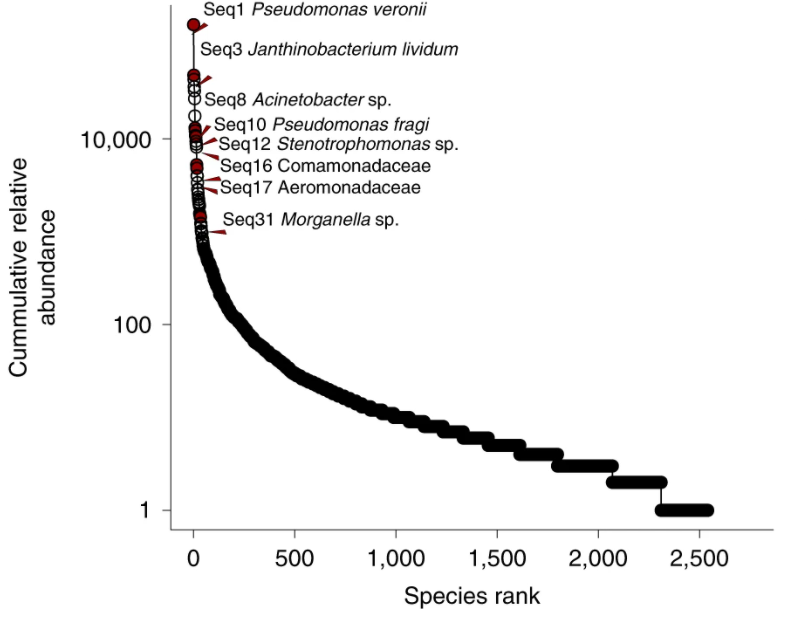 Seq1 Pseudomonas veronii
Seq3 Janthinobacterium lividum
Seq8 Acinetobacter sp.
Seq10 Pseudomonas fragi
Seq12 Stenotrophomonas sp.
Seq16 Comamonadaceae
Seq17 Aeromonadaceae
Seq31 Morganella sp.
Cummulative relative
abundance
10,000
100
1
0 500 1,000 1,500 2,000 2,500
Species rank